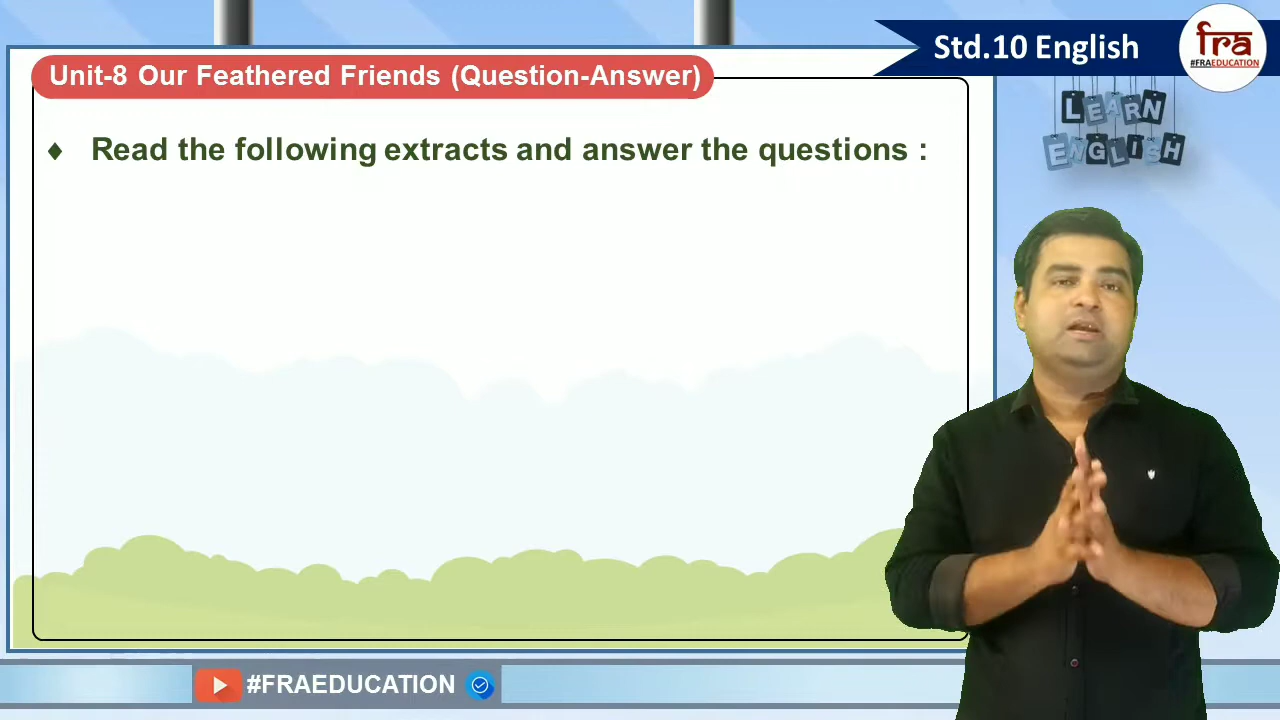 Std.10 English
fra
#FRAEDUCATION
Unit-8 Our Feathered Friends (Question-Answer)
LEARN
ENGLISH
♦ Read the following extracts and answer the questions :
#FRAEDUCATION